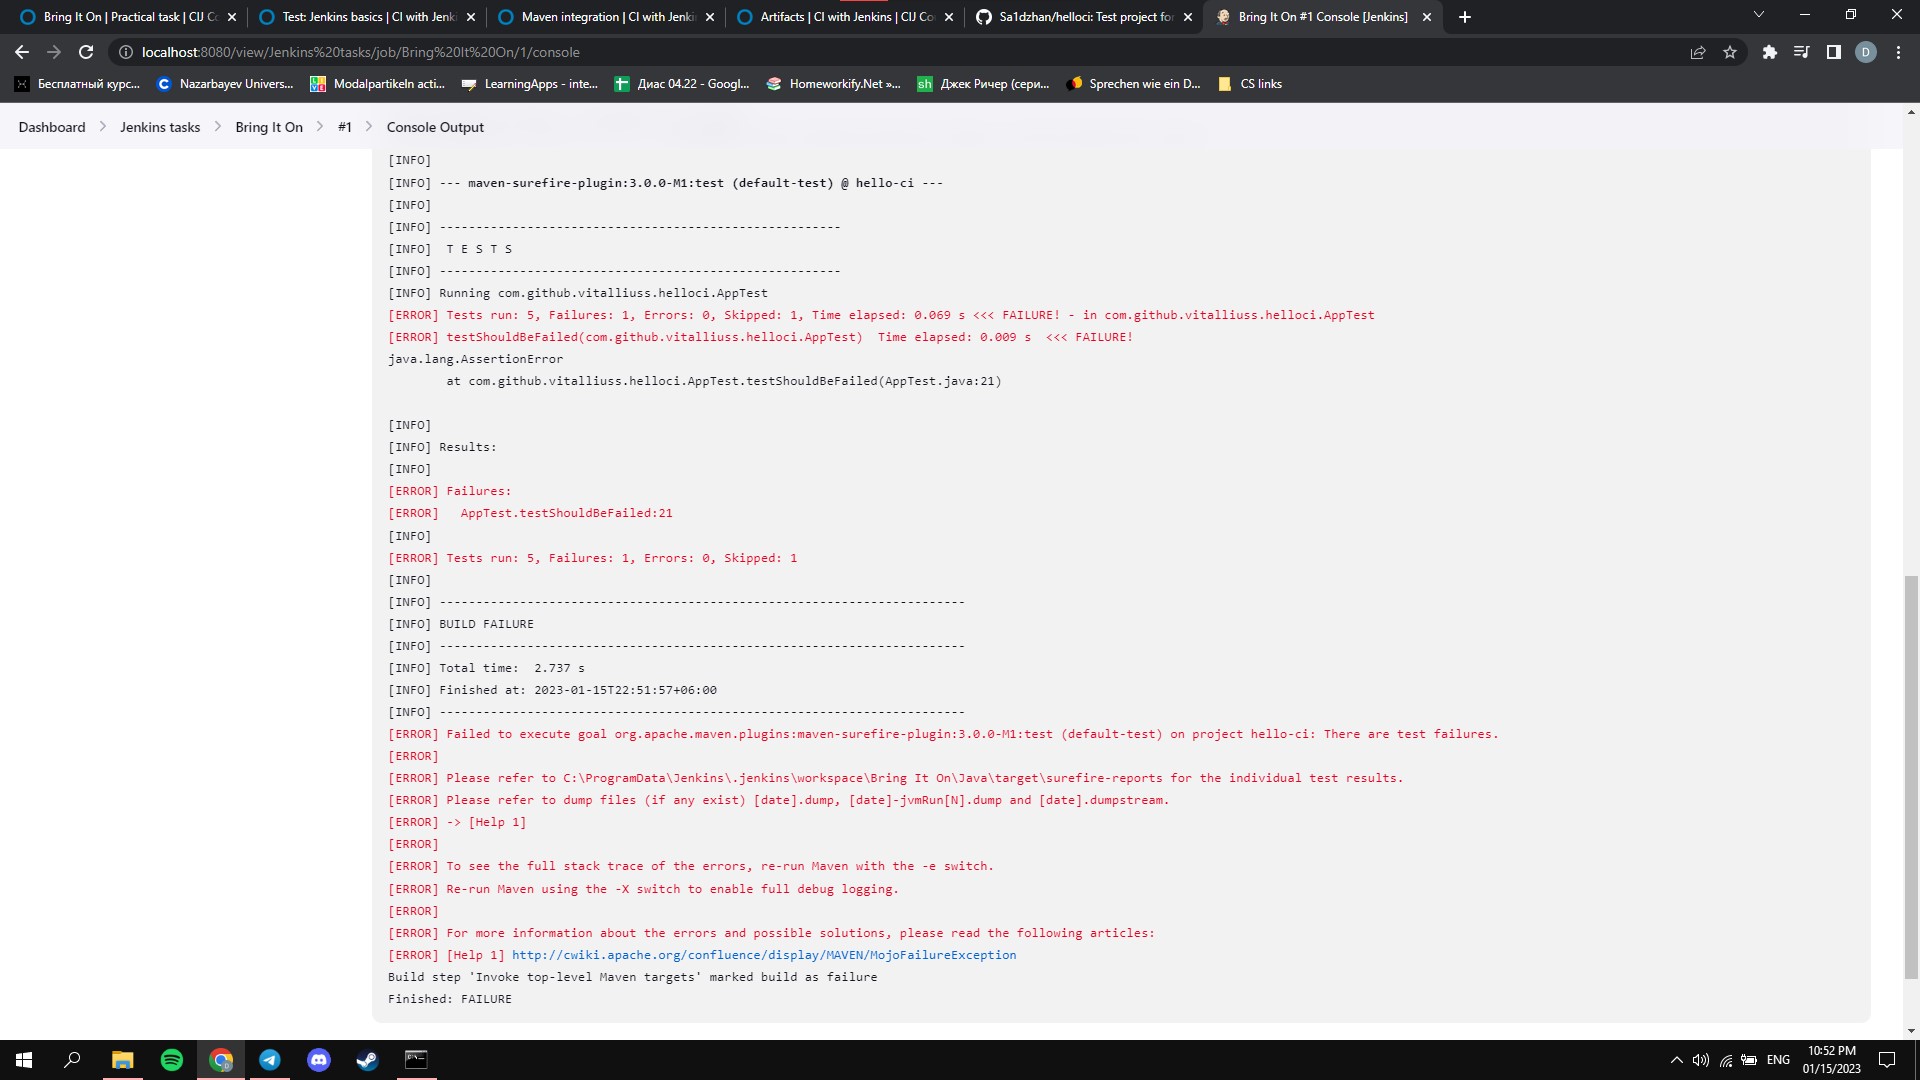 Bring It On | Practical task | CIJ Co
Test: Jenkins basics | CI with Jenki
Maven integration | CI with Jenki
Artifacts | CI with Jenkins | CIJ Co
Sa1dzhan/helloci: Test project for
Bring It On #1 Console [Jenkins]
localhost:8080/view/Jenkins%20tasks/job/Bring%20It%20On/1/console
D
Бесплатный курс...
Nazarbayev Univers...
Modalpartikeln acti...
LearningApps - inte...
Диас 04.22 - Googl...
Homeworkify.Net »...
sh
Джек Ричер (сери...
Sprechen wie ein D...
CS links
Dashboard > Jenkins tasks > Bring It On > #1 > Console Output
[INFO]
[INFO] --- maven-surefire-plugin:3.0.0-M1:test (default-test) @ hello-ci ---
[INFO]
[INFO] -------------------------------------------------------
[INFO]  T E S T S
[INFO] -------------------------------------------------------
[INFO] Running com.github.vitalliuss.helloci.AppTest
[ERROR] Tests run: 5, Failures: 1, Errors: 0, Skipped: 1, Time elapsed: 0.069 s <<< FAILURE! - in com.github.vitalliuss.helloci.AppTest
[ERROR] testShouldBeFailed(com.github.vitalliuss.helloci.AppTest)  Time elapsed: 0.009 s  <<< FAILURE!
java.lang.AssertionError
	at com.github.vitalliuss.helloci.AppTest.testShouldBeFailed(AppTest.java:21)
[INFO]
[INFO] Results:
[INFO]
[ERROR] Failures:
[ERROR]   AppTest.testShouldBeFailed:21
[INFO]
[ERROR] Tests run: 5, Failures: 1, Errors: 0, Skipped: 1
[INFO]
[INFO] ------------------------------------------------------------------------
[INFO] BUILD FAILURE
[INFO] ------------------------------------------------------------------------
[INFO] Total time:  2.737 s
[INFO] Finished at: 2023-01-15T22:51:57+06:00
[INFO] ------------------------------------------------------------------------
[ERROR] Failed to execute goal org.apache.maven.plugins:maven-surefire-plugin:3.0.0-M1:test (default-test) on project hello-ci: There are test failures.
[ERROR]
[ERROR] Please refer to C:\ProgramData\Jenkins\.jenkins\workspace\Bring It On\Java\target\surefire-reports for the individual test results.
[ERROR] Please refer to dump files (if any exist) [date].dump, [date]-jvmRun[N].dump and [date].dumpstream.
[ERROR] -> [Help 1]
[ERROR]
[ERROR] To see the full stack trace of the errors, re-run Maven with the -e switch.
[ERROR] Re-run Maven using the -X switch to enable full debug logging.
[ERROR]
[ERROR] For more information about the errors and possible solutions, please read the following articles:
[ERROR] [Help 1] http://cwiki.apache.org/confluence/display/MAVEN/MojoFailureException
Build step 'Invoke top-level Maven targets' marked build as failure
Finished: FAILURE
ENG
10:52 PM
01/15/2023